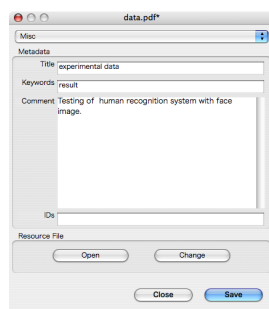 data.pdf*
Misc
Metadata
Title experimental data
Keywords result
Comment Testing of human recognition system with face
image.
IDs
Resource File
Open Change
Close Save